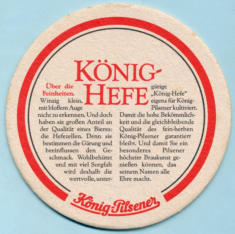 KÖNIG-
HEFE
Über die
Feinheiten.
Winzig klein,
mit bloßem Auge
nicht zu erkennen. Und doch
haben sie großen Anteil an
der Qualität eines Bieres:
die Hefezellen. Denn sie
bestimmen die Gärung und
beeinflussen den Ge-
schmack. Wohlbehütet
und mit viel Sorgfalt
wird deshalb die
wertvolle, unter-
gärige
„König-Hefe"
eigens für König-
Pilsener kultiviert.
Damit die hohe Bekömmlich-
keit und die gleichbleibende
Qualität des fein-herben
König-Pilsener garantiert
bleibt. Und damit Sie ein
besonderes Pilsener
höchster Braukunst ge-
nießen können, das
seinem Namen alle
Ehre macht.
König-Pilsener